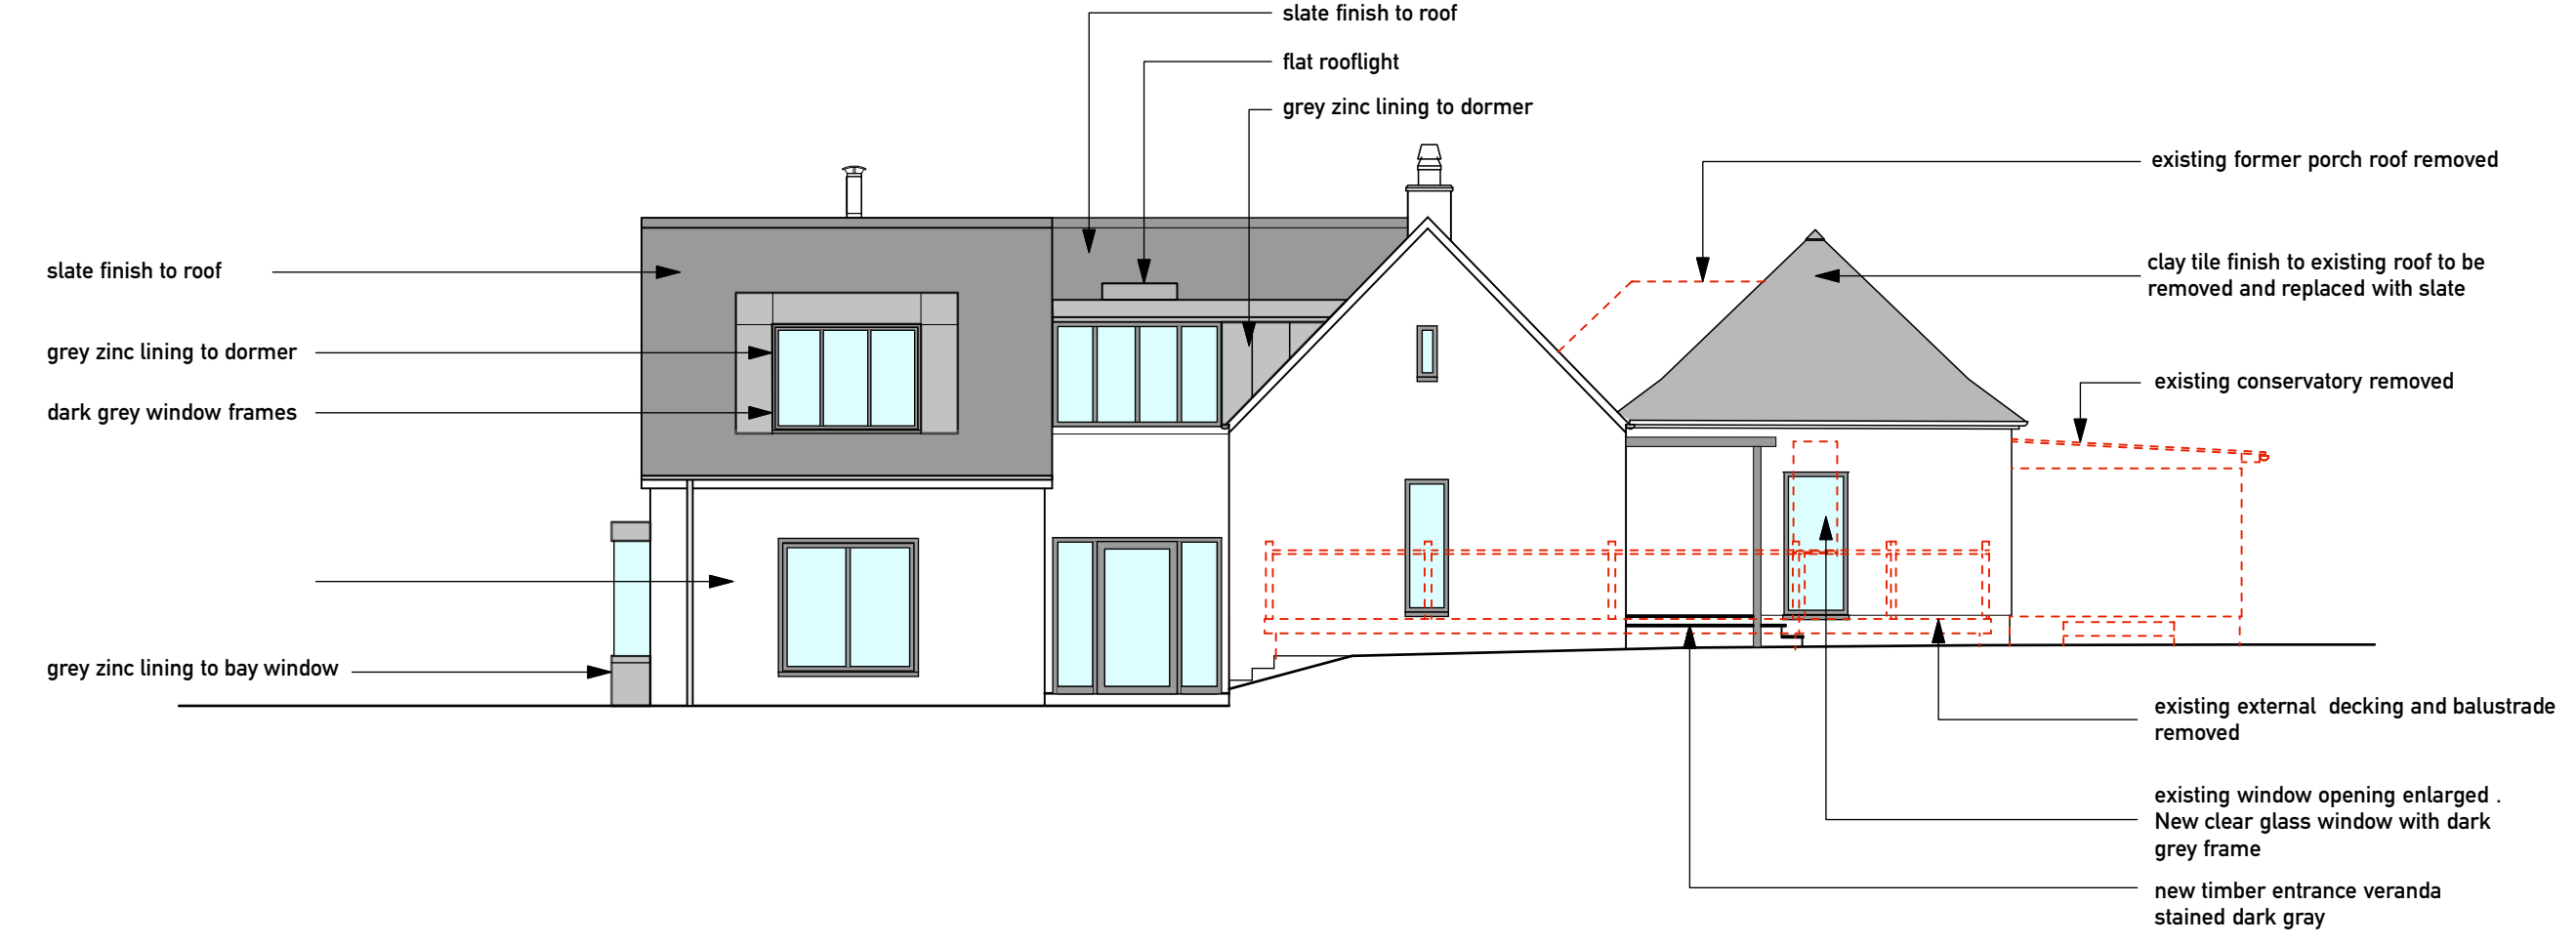 slate finish to roof
flat rooflight
grey zinc lining to dormer
existing former porch roof removed
clay tile finish to existing roof to be
removed and replaced with slate
existing conservatory removed
slate finish to roof
grey zinc lining to dormer
dark grey window frames
grey zinc lining to bay window
existing external  decking and balustrade
removed
existing window opening enlarged .
New clear glass window with dark
grey frame
new timber entrance veranda
stained dark gray